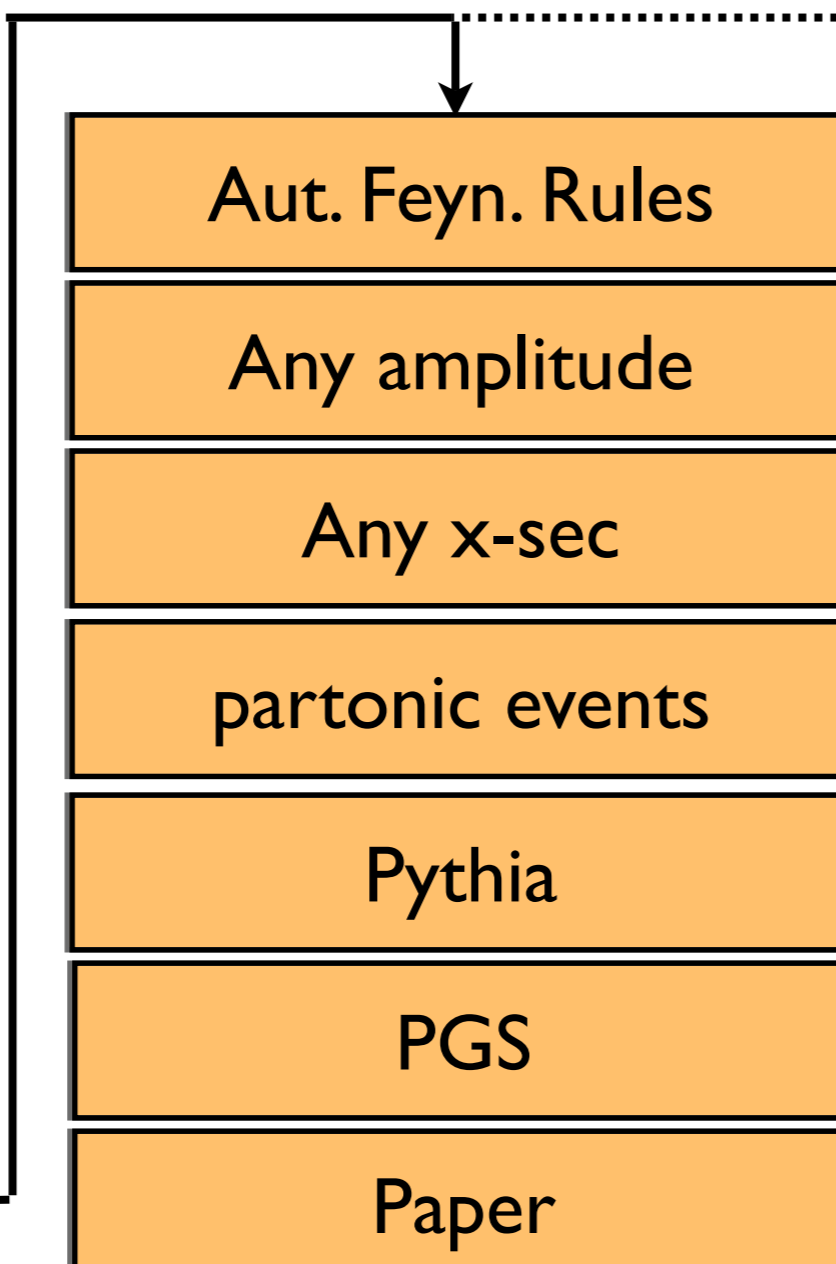 Aut. Feyn. Rules
Any amplitude
Any x-sec
partonic events
Pythia
PGS
Paper